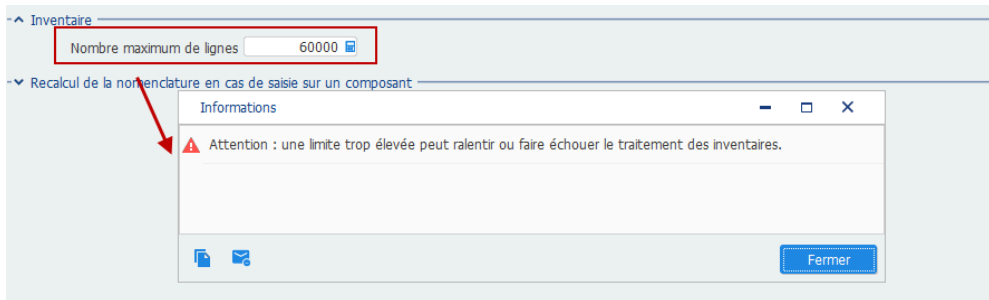 Inventaire
Nombre maximum de lignes 60000
Recalcul de la nomenclature en cas de saisie sur un composant
Informations
Attention : une limite trop élevée peut ralentir ou faire échouer le traitement des inventaires.
Fermer